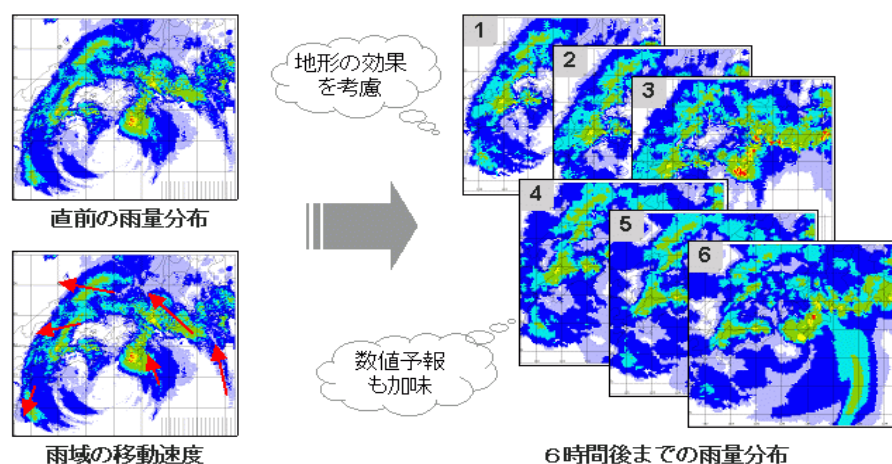 直前の雨量分布
雨域の移動速度
地形の効果
を考慮
数値予報
も加味
1
2
3
4
5
6
６時間後までの雨量分布